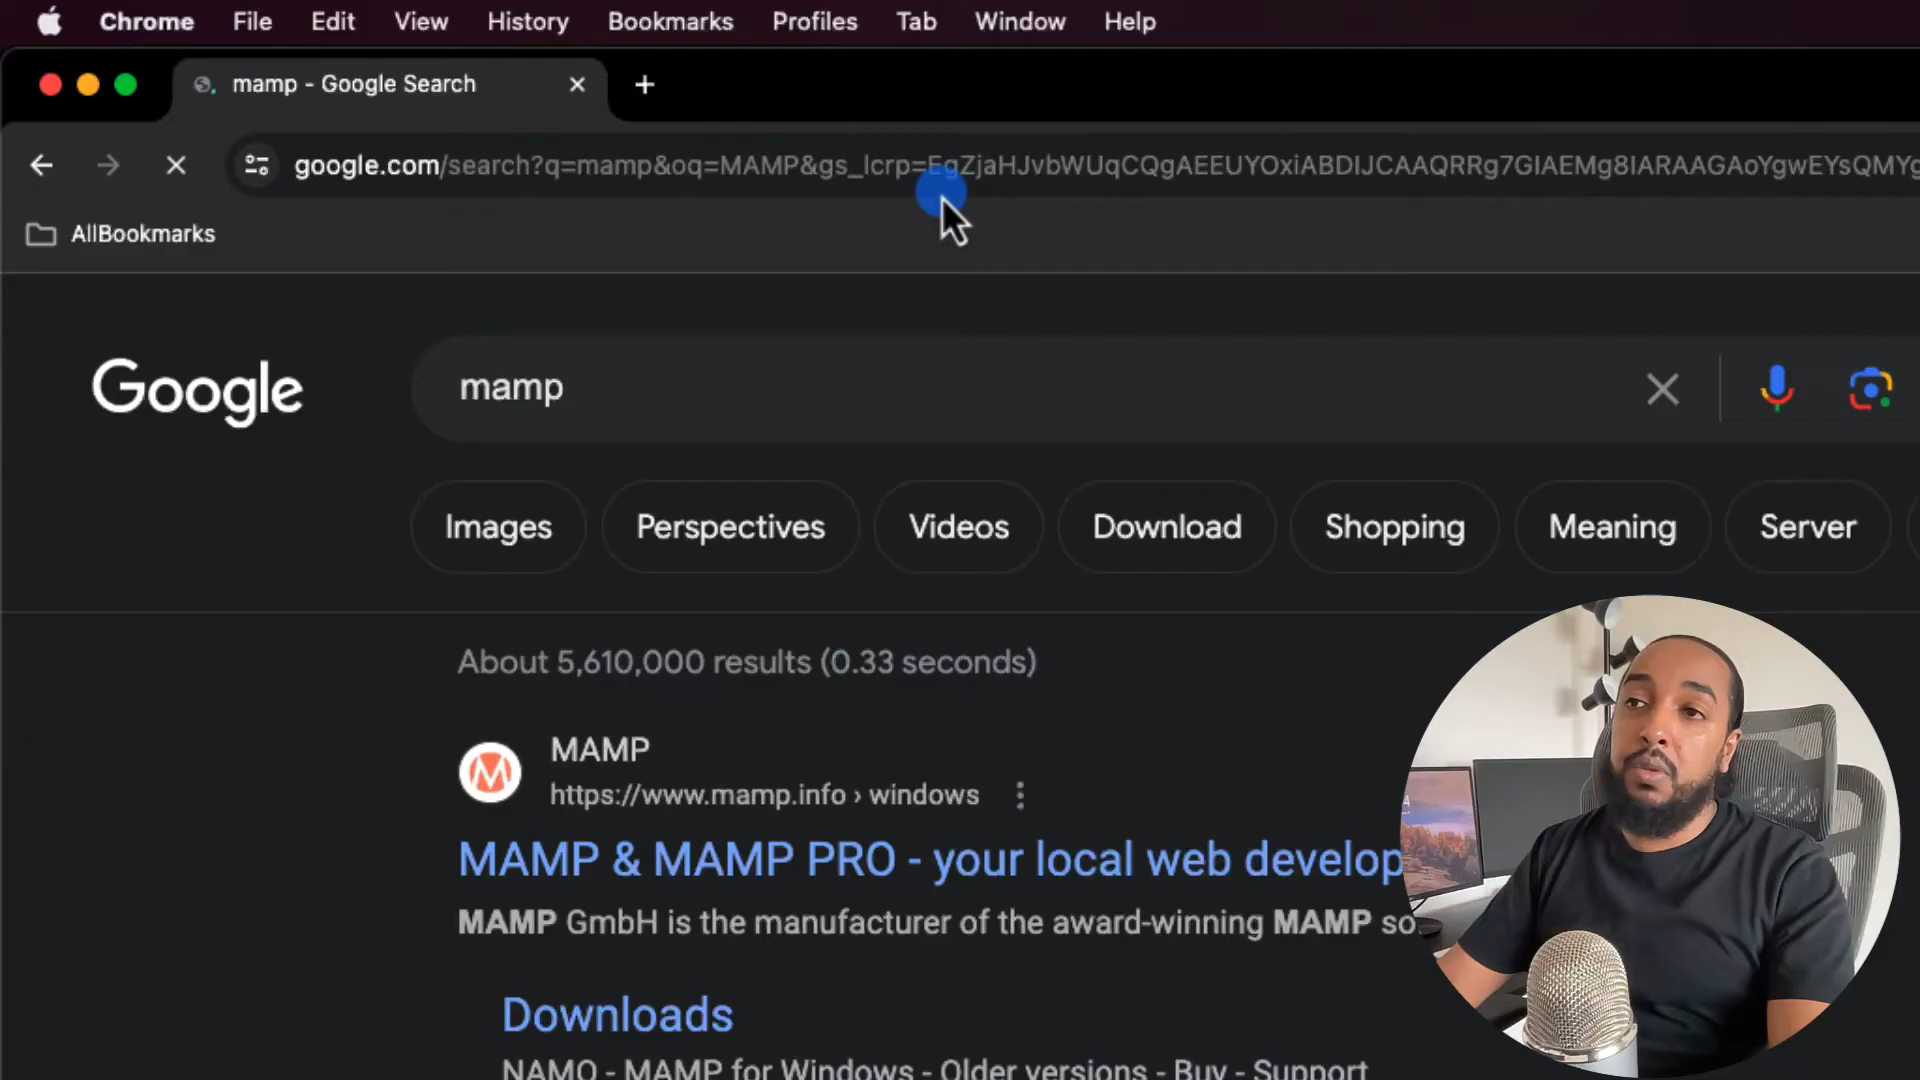 Chrome File Edit View History Bookmarks Profiles Tab Window Help
mamp - Google Search
google.com/search?q=mamp&oq=MAMP&gs_lcrp=EgZjaHJvbWUqCQgAEEUYOxiABDIJCAAQRRg7GIAEMg8IARAAGAoYgwEYsQMYg
AllBookmarks
Google
mamp
Images Perspectives Videos Download Shopping Meaning Server
About 5,610,000 results (0.33 seconds)
MAMP
https://www.mamp.info › windows
MAMP & MAMP PRO - your local web develop
MAMP GmbH is the manufacturer of the award-winning MAMP so
Downloads
NAMO - MAMP for Windows - Older versions - Buy - Support